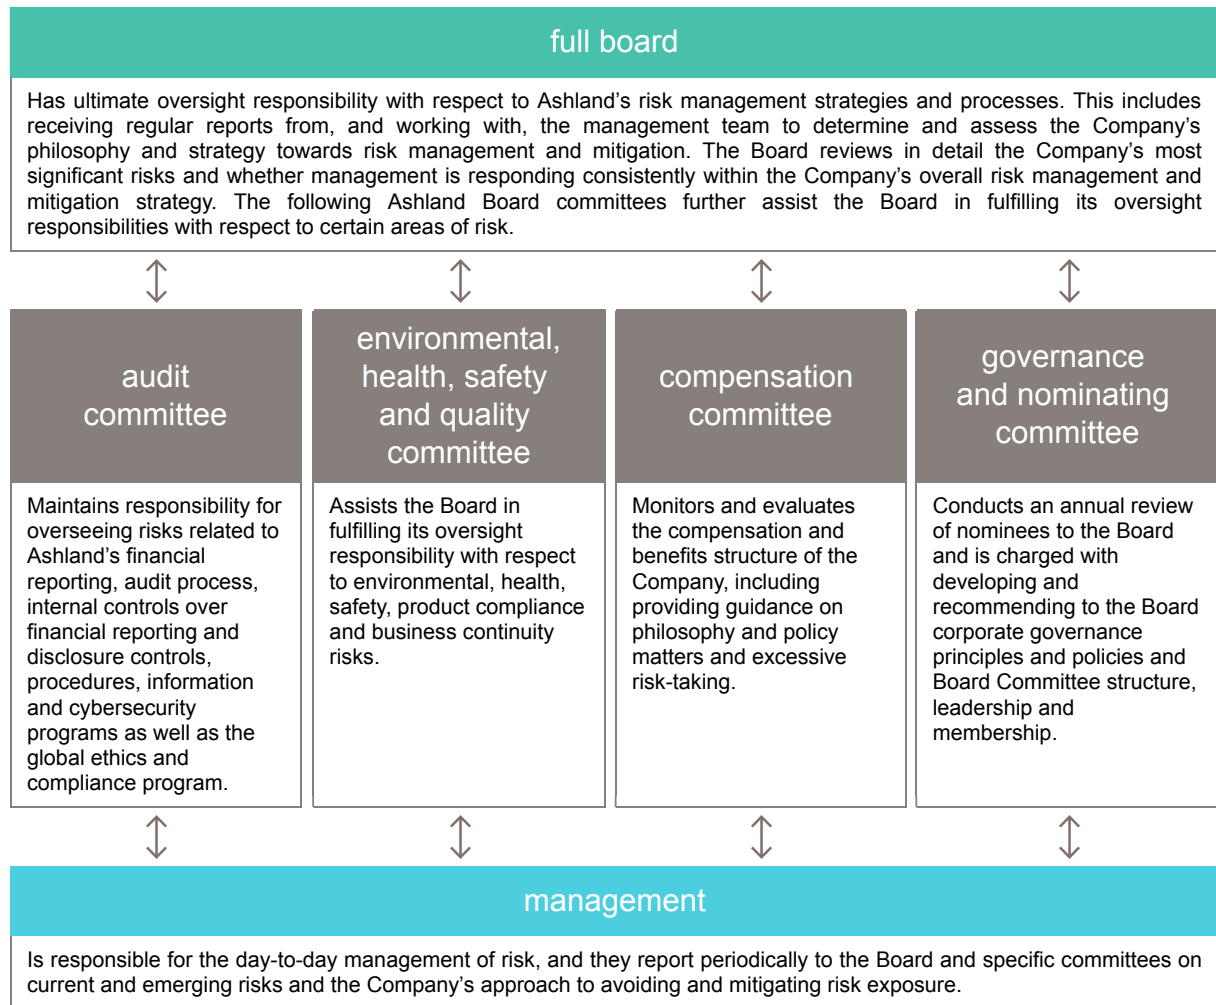 full board
Has ultimate oversight responsibility with respect to Ashland’s risk management strategies and processes. This includes
receiving regular reports from, and working with, the management team to determine and assess the Company’s
philosophy and strategy towards risk management and mitigation. The Board reviews in detail the Company’s most
significant risks and whether management is responding consistently within the Company’s overall risk management and
mitigation strategy. The following Ashland Board committees further assist the Board in fulfilling its oversight
responsibilities with respect to certain areas of risk.
audit
committee
Maintains responsibility for
overseeing risks related to
Ashland’s financial
reporting, audit process,
internal controls over
financial reporting and
disclosure controls,
procedures, information
and cybersecurity
programs as well as the
global ethics and
compliance program.
environmental,
health, safety
and quality
committee
Assists the Board in
fulfilling its oversight
responsibility with respect
to environmental, health,
safety, product compliance
and business continuity
risks.
compensation
committee
Monitors and evaluates
the compensation and
benefits structure of the
Company, including
providing guidance on
philosophy and policy
matters and excessive
risk-taking.
governance
and nominating
committee
Conducts an annual review
of nominees to the Board
and is charged with
developing and
recommending to the Board
corporate governance
principles and policies and
Board Committee structure,
leadership and
membership.
management
Is responsible for the day-to-day management of risk, and they report periodically to the Board and specific committees on
current and emerging risks and the Company’s approach to avoiding and mitigating risk exposure.